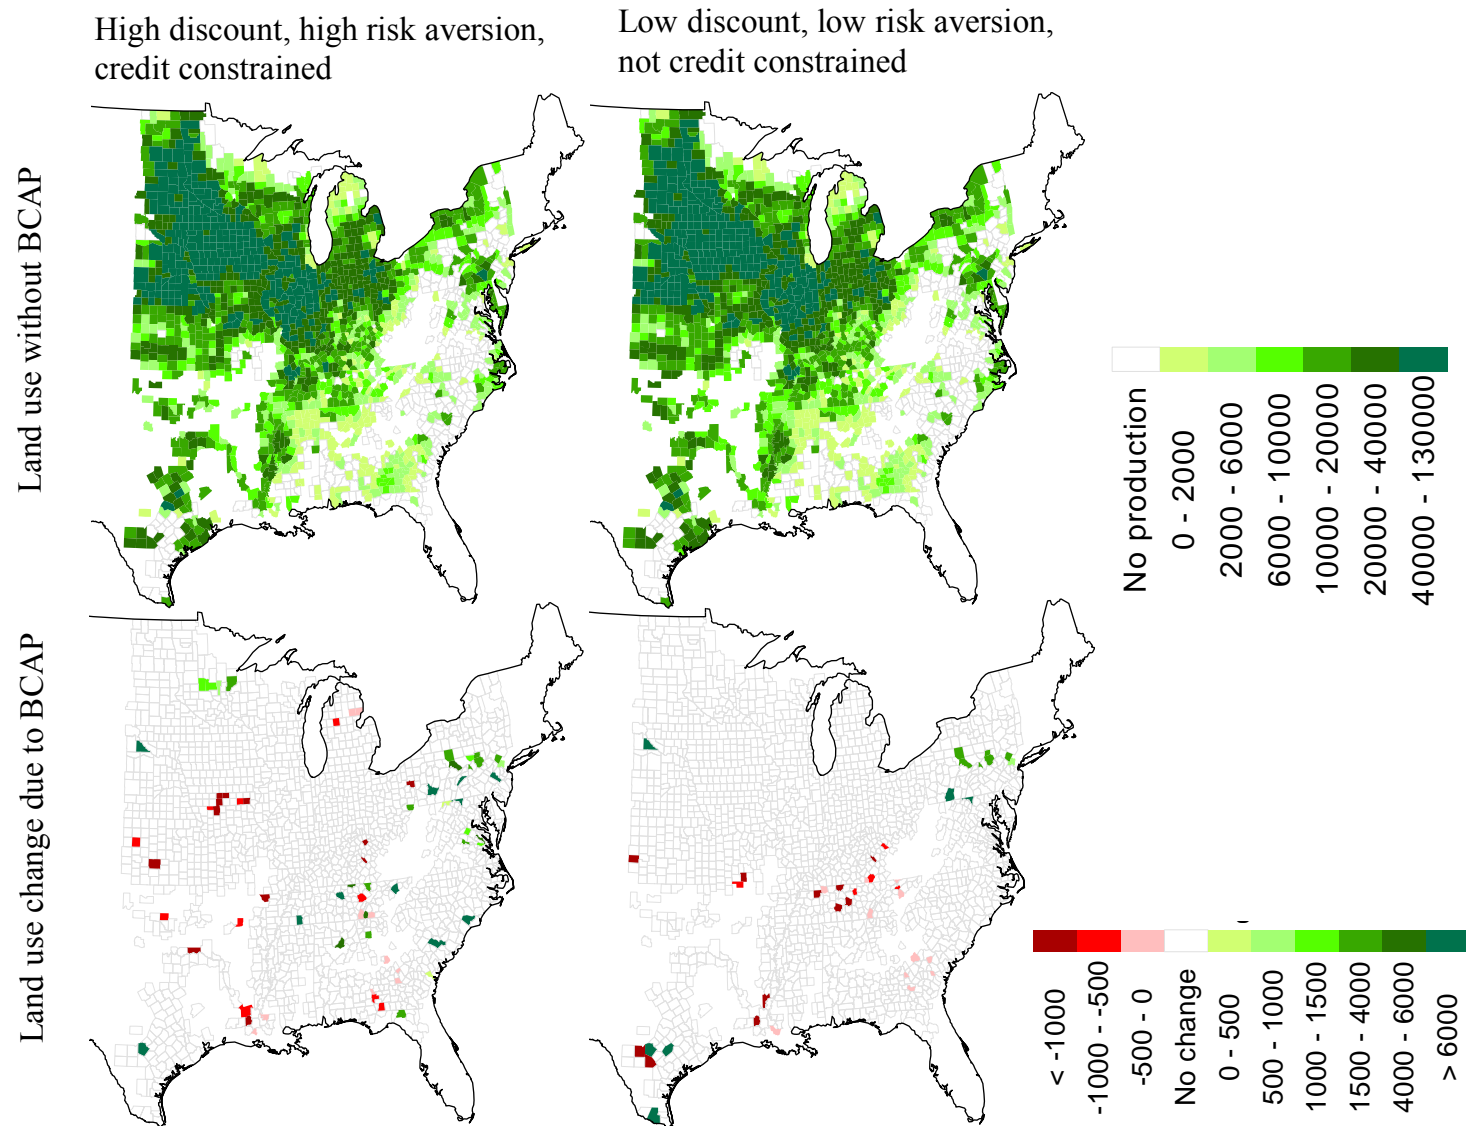 High discount, high risk aversion,
credit constrained
Low discount, low risk aversion,
not credit constrained
Land use without BCAP
No production
0 - 2000
2000 - 6000
6000 - 10000
10000 - 20000
20000 - 40000
40000 - 130000
Land use change due to BCAP
< -1000
-1000 - -500
-500 - 0
No change
0 - 500
500 - 1000
1000 - 1500
1500 - 4000
4000 - 6000
> 6000